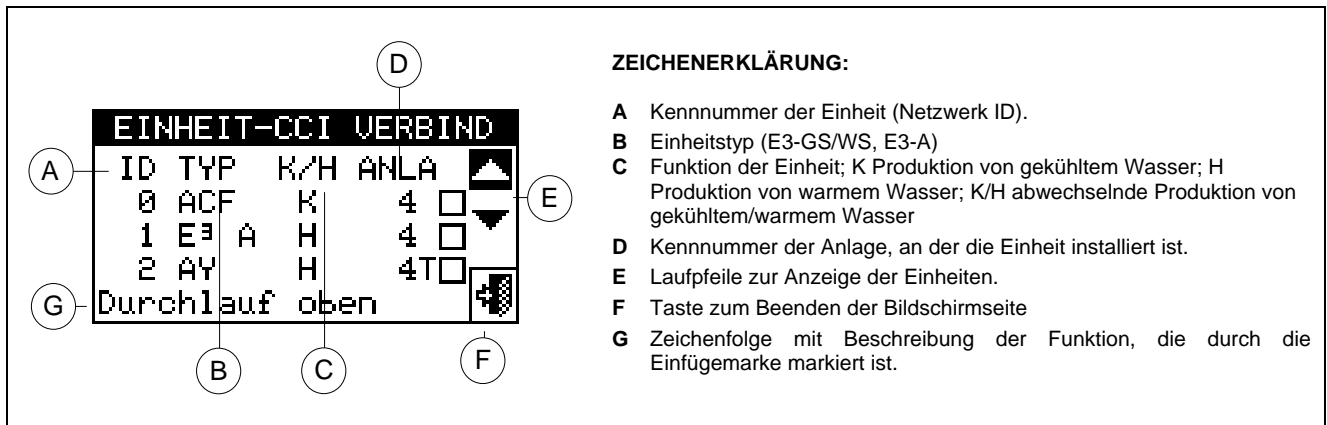 D
EINHEIT-CCI VERBIND
A
ID TYP K/H ANLA
0 ACF K 4
E
1 E³ A H 4
2 AY H 4T
G
Durchlauf oben
B
C
F
ZEICHENERKLÄRUNG:
A Kennnummer der Einheit (Netzwerk ID).
B Einheitstyp (E3-GS/WS, E3-A)
C Funktion der Einheit; K Produktion von gekühltem Wasser; H
Produktion von warmem Wasser; K/H abwechselnde Produktion von
gekühltem/warmem Wasser
D Kennnummer der Anlage, an der die Einheit installiert ist.
E Laufpfeile zur Anzeige der Einheiten.
F Taste zum Beenden der Bildschirmseite
G Zeichenfolge mit Beschreibung der Funktion, die durch die
Einfügemarke markiert ist.